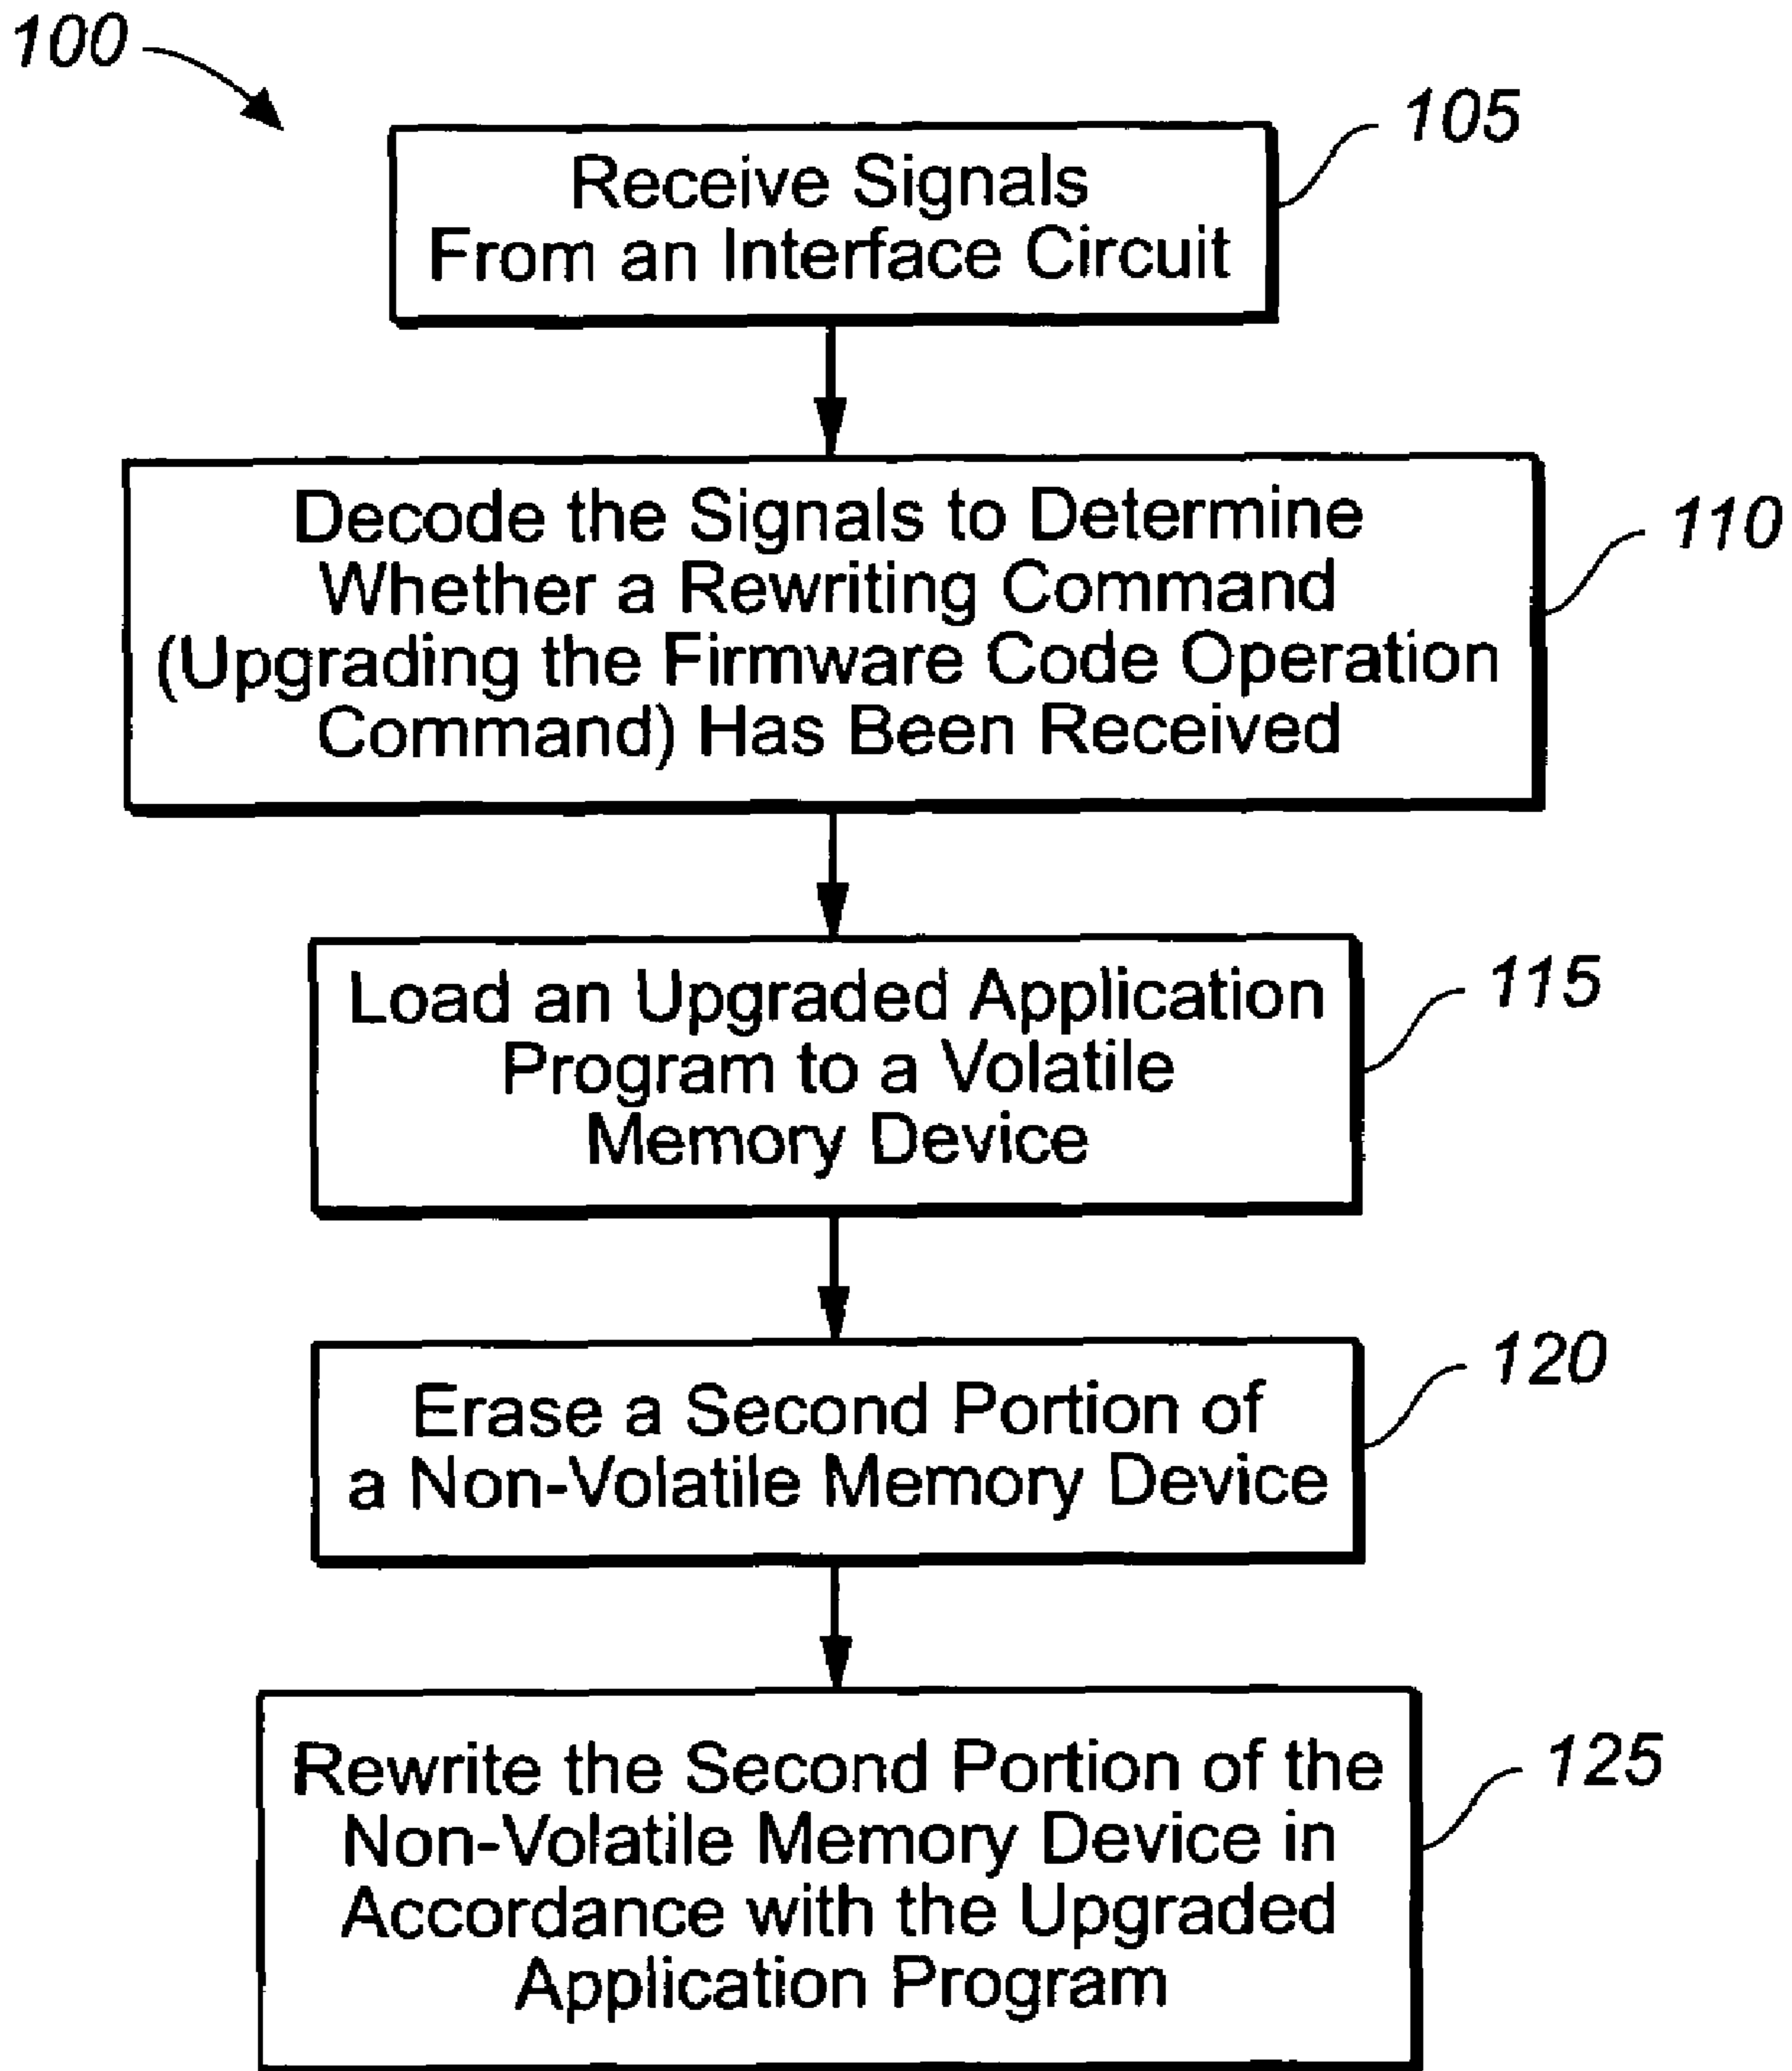 100
105
Receive Signals
From an Interface Circuit
110
Decode the Signals to Determine
Whether a Rewriting Command
(Upgrading the Firmware Code Operation
Command) Has Been Received
115
Load an Upgraded Application
Program to a Volatile
Memory Device
120
Erase a Second Portion of
a Non-Volatile Memory Device
125
Rewrite the Second Portion of the
Non-Volatile Memory Device in
Accordance with the Upgraded
Application Program